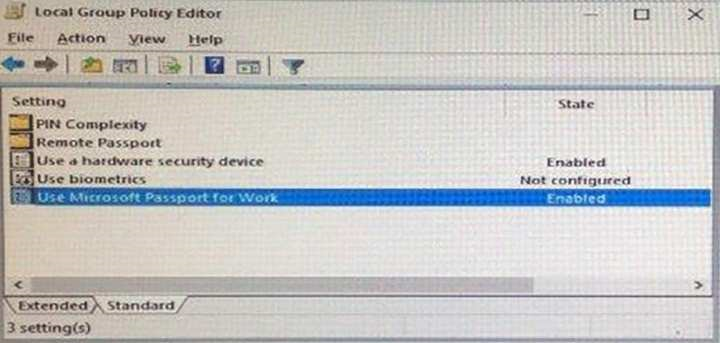 Local Group Policy Editor
File Action View Help
Setting State
PIN Complexity
Remote Passport
Use a hardware security device Enabled
Use biometrics Not configured
Use Microsoft Passport for Work Enabled
Extended Standard
3 setting(s)